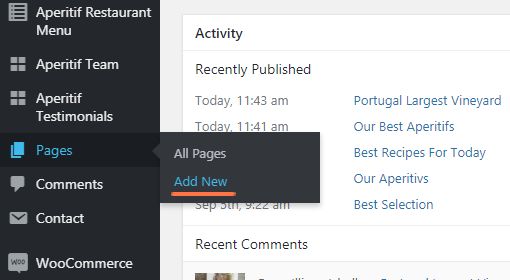 Aperitif Restaurant
Menu
Aperitif Team
Aperitif
Testimonials
Pages
Comments
Contact
WOO
WooCommerce
All Pages
Add New
Activity
Recently Published
Today, 11:43 am
Portugal Largest Vineyard
Today, 11:41 am
Our Best Aperitifs
Best Recipes For Today
Our Aperitivs
Sep 5th, 9:22 am
Best Selection
Recent Comments